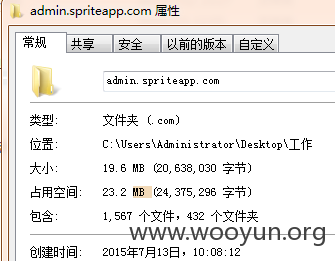 admin.spriteapp.com 属性
常规 共享 安全 以前的版本 自定义
admin.spriteapp.com
类型: 文件夹 (.com)
位置: C:\Users\Administrator\Desktop\工作
大小: 19.6 MB (20,638,030 字节)
占用空间: 23.2 MB (24,375,296 字节)
包含: 1,567 个文件，432 个文件夹
www.wooyun.org
创建时间: 2015年7月13日，10:08:12